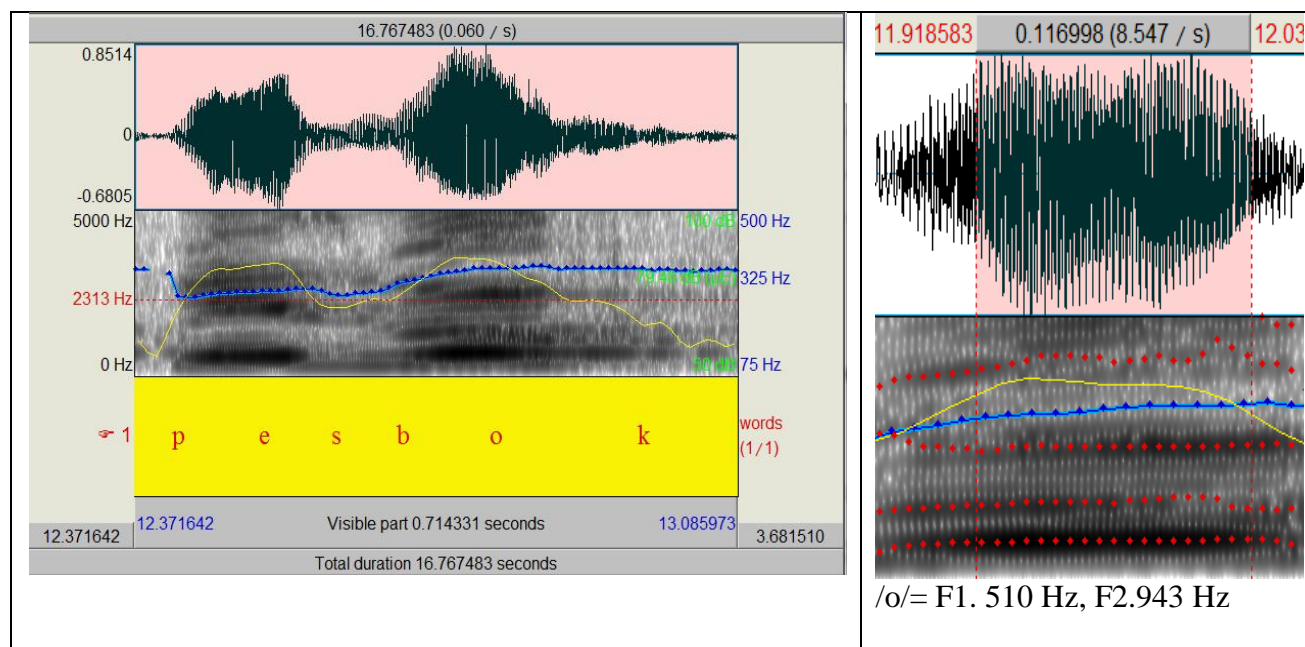 16.767483 (0.060 / s)
0.8514
0
-0.6805
5000 Hz
100 dB
500 Hz
325 Hz
2313 Hz
0 Hz
50 dB
75 Hz
☞ 1
p e s b o k
words
(1/1)
12.371642
12.371642
Visible part 0.714331 seconds
13.085973
3.681510
Total duration 16.767483 seconds
11.918583
0.116998 (8.547 / s)
12.03
/o/= F1. 510 Hz, F2.943 Hz